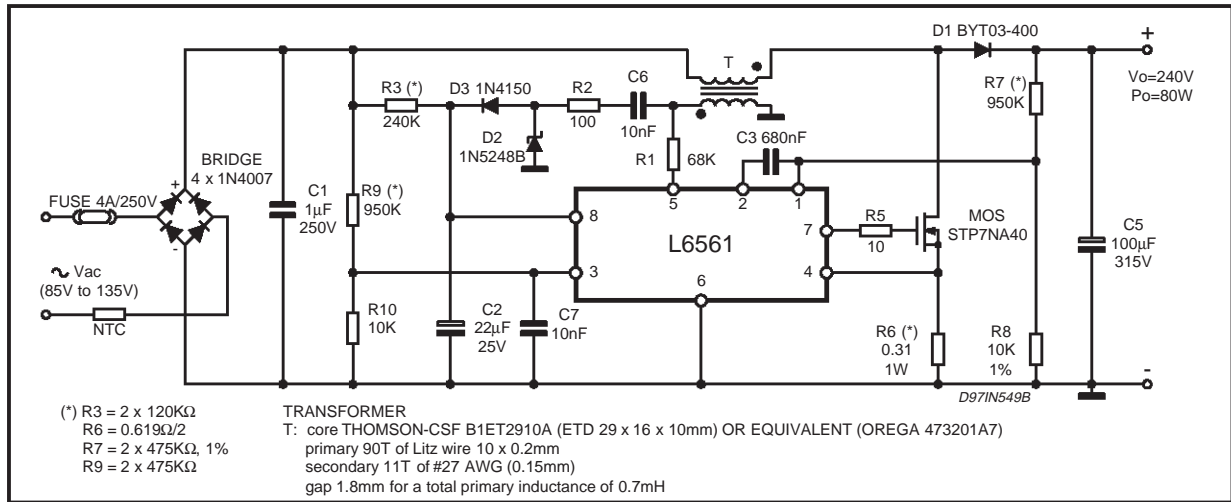 D1 BYT03-400
+
Vo=240V
Po=80W
-
T
R7 (*)
950K
R3 (*)
240K
D3 1N4150
R2
100
C6
10nF
D2
1N5248B
R1
68K
C3 680nF
BRIDGE
4 x 1N4007
+
-
FUSE 4A/250V
Vac
(85V to 135V)
NTC
C1
1µF
250V
R9 (*)
950K
R10
10K
C2
22µF
25V
C7
10nF
5
2
1
8
3
L6561
7
4
6
R5
10
MOS
STP7NA40
C5
100µF
315V
R6 (*)
0.31
1W
R8
10K
1%
D97IN549B
(*) R3 = 2 x 120KΩ
R6 = 0.619Ω/2
R7 = 2 x 475KΩ, 1%
R9 = 2 x 475KΩ
TRANSFORMER
T: core THOMSON-CSF B1ET2910A (ETD 29 x 16 x 10mm) OR EQUIVALENT (OREGA 473201A7)
primary 90T of Litz wire 10 x 0.2mm
secondary 11T of #27 AWG (0.15mm)
gap 1.8mm for a total primary inductance of 0.7mH